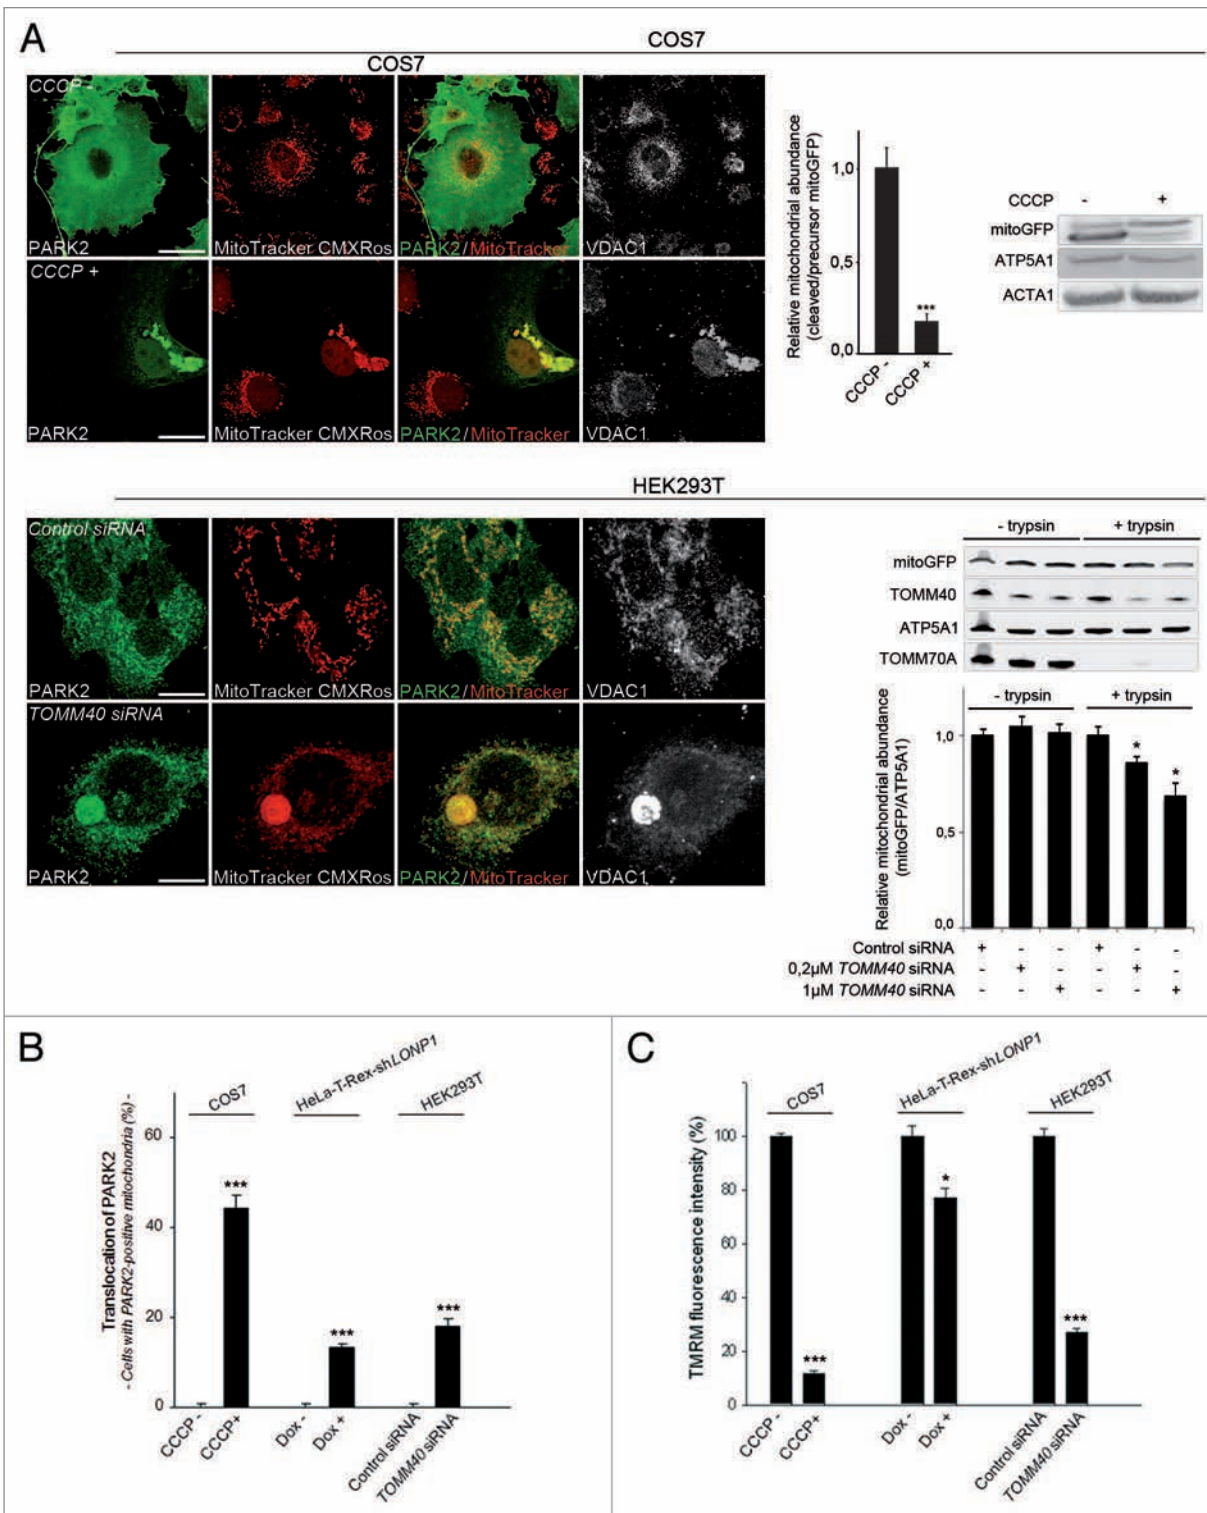 A
COS7
COS7
CCCP -
PARK2
MitoTracker CMXRos
PARK2/MitoTracker
VDAC1
CCCP +
PARK2
MitoTracker CMXRos
PARK2/MitoTracker
VDAC1
Relative mitochondrial abundance
(cleaved/precursor mitoGFP)
1,0
0,5
0,0
***
CCCP -
CCCP +
CCCP - +
mitoGFP
ATP5A1
ACTA1
HEK293T
Control siRNA
PARK2
MitoTracker CMXRos
PARK2/MitoTracker
VDAC1
TOMM40 siRNA
PARK2
MitoTracker CMXRos
PARK2/MitoTracker
VDAC1
- trypsin + trypsin
mitoGFP
TOMM40
ATP5A1
TOMM70A
- trypsin + trypsin
Relative mitochondrial abundance
(mitoGFP/ATP5A1)
1,0
0,5
0,0
*
*
Control siRNA + - - + - -
0,2µM TOMM40 siRNA - + - - + -
1µM TOMM40 siRNA - - + - - +
B
Translocation of PARK2
- Cells with PARK2-positive mitochondria (%) -
60
40
20
0
COS7
HeLa-T-Rex-shLONP1
HEK293T
***
***
***
CCCP -
CCCP+
Dox -
Dox +
Control siRNA
TOMM40 siRNA
C
TMRM fluorescence intensity (%)
100
80
60
40
20
0
COS7
HeLa-T-Rex-shLONP1
HEK293T
***
*
***
CCCP -
CCCP+
Dox -
Dox +
Control siRNA
TOMM40 siRNA